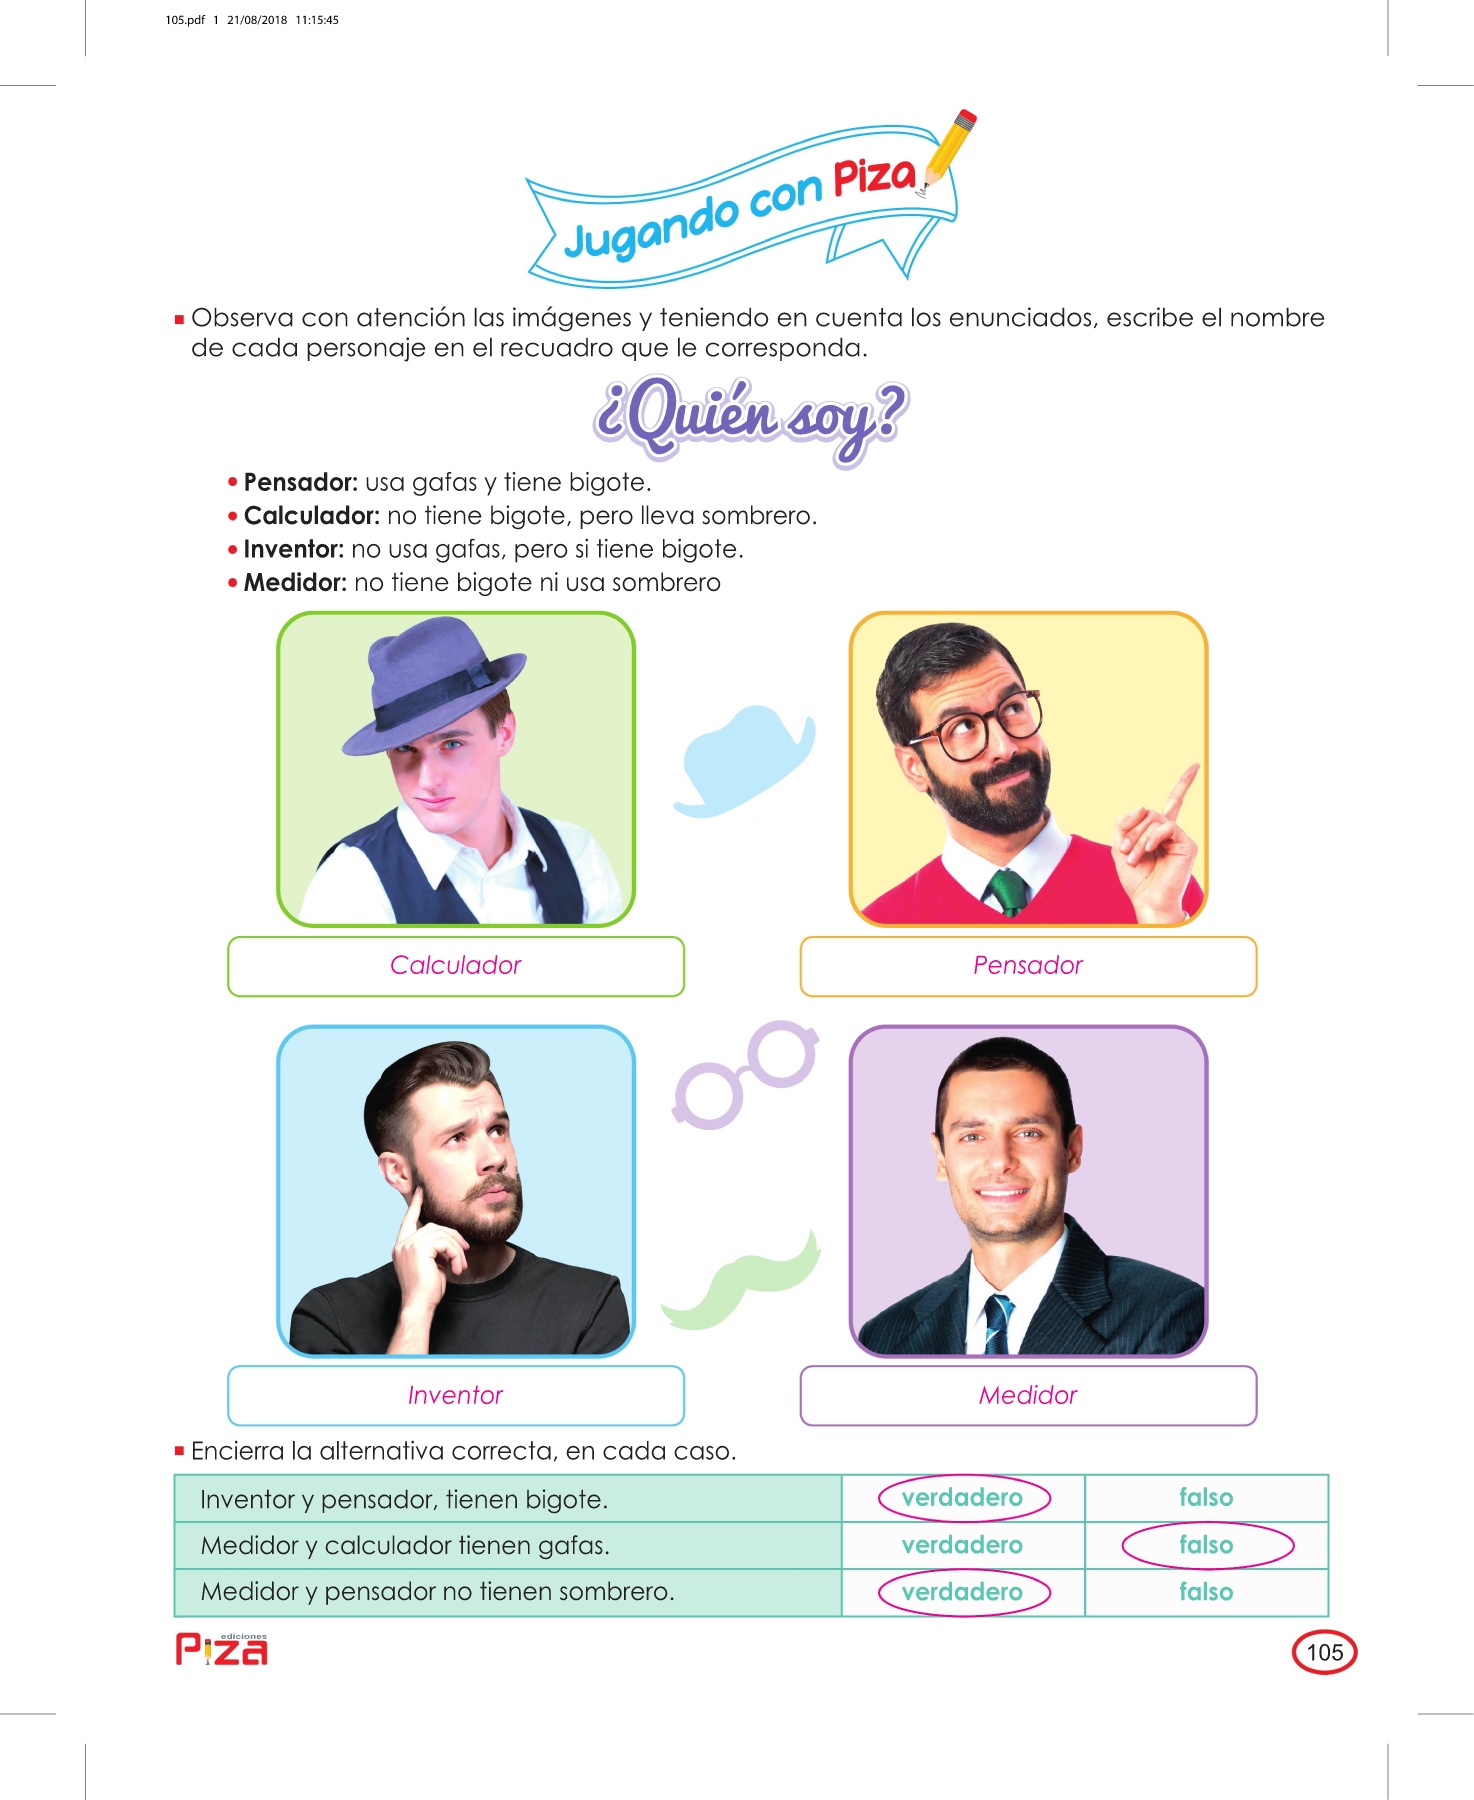 105.pdf 1 21/08/2018 11:15:45
Jugando con Piza
Observa con atención las imágenes y teniendo en cuenta los enunciados, escribe el nombre
de cada personaje en el recuadro que le corresponda.
¿Quién soy?
• Pensador: usa gafas y tiene bigote.
• Calculador: no tiene bigote, pero lleva sombrero.
• Inventor: no usa gafas, pero si tiene bigote.
• Medidor: no tiene bigote ni usa sombrero
Calculador
Pensador
Inventor
Medidor
Encierra la alternativa correcta, en cada caso.
Inventor y pensador, tienen bigote. verdadero falso
Medidor y calculador tienen gafas. verdadero falso
Medidor y pensador no tienen sombrero. verdadero falso
ediciones
Piza
105